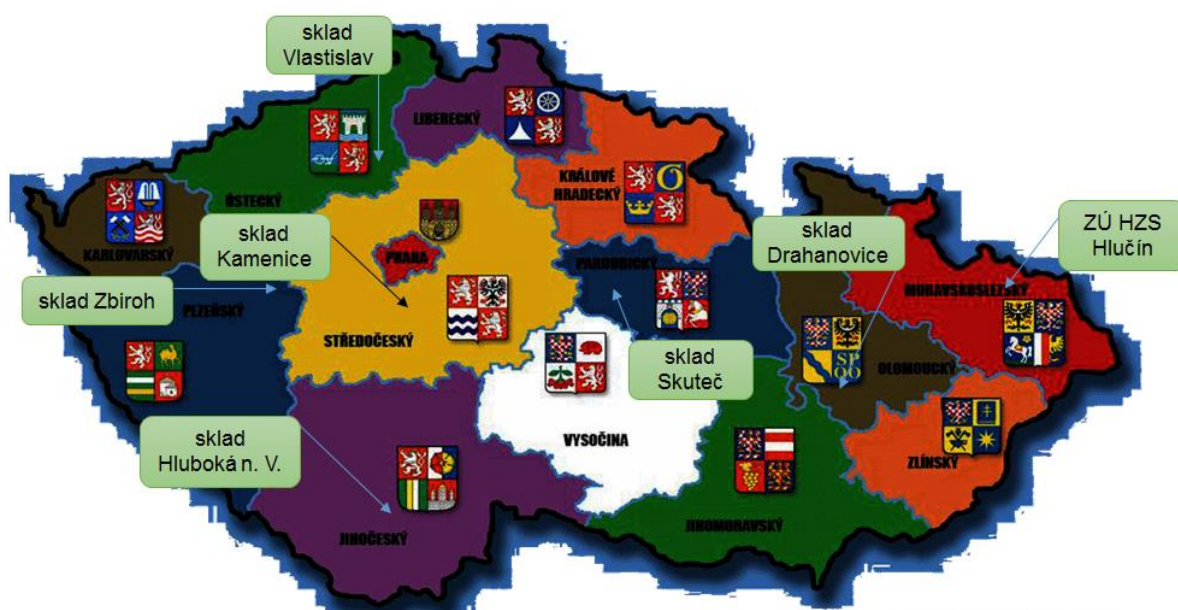 sklad
Vlastislav
LIBERECKÝ
KRÁLOVÉ
HRADECKÝ
ÚSTECKÝ
KARLOVARSKÝ
sklad
Kamenice
PRAHA
sklad
Drahanovice
ZÚ HZS
Hlučín
sklad Zbiroh
PLZEŇSKÝ
PARDUBICKÝ
MORAVSKOSLEZSKÝ
STŘEDOČESKÝ
sklad
Skuteč
OLOMOUCKÝ
sklad
Hluboká n. V.
VYSOČINA
ZLÍNSKÝ
JIHOČESKÝ
JIHOMORAVSKÝ